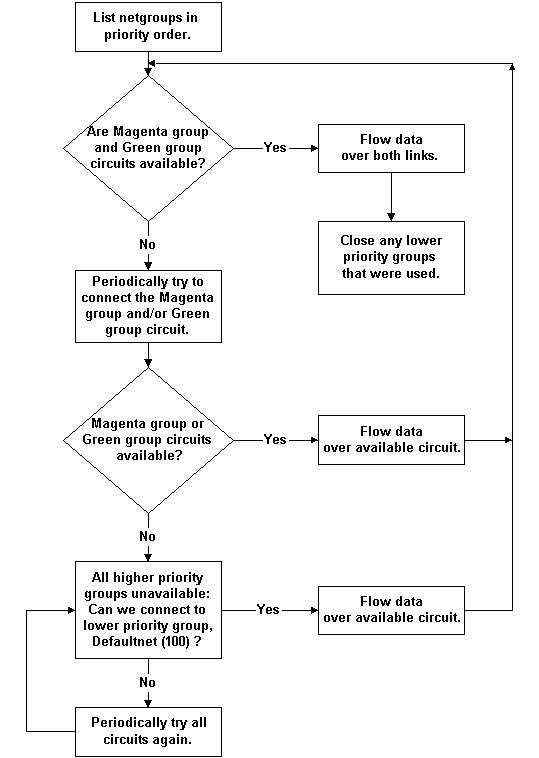 List netgroups in
priority order.
Are Magenta group
and Green group
circuits available?
Yes
Flow data
over both links.
Close any lower
priority groups
that were used.
No
Periodically try to
connect the Magenta
group and/or Green
group circuit.
Magenta group or
Green group circuits
available?
Yes
Flow data
over available circuit.
No
All higher priority
groups unavailable:
Can we connect to
lower priority group,
Defaultnet (100) ?
Yes
Flow data
over available circuit.
No
Periodically try all
circuits again.